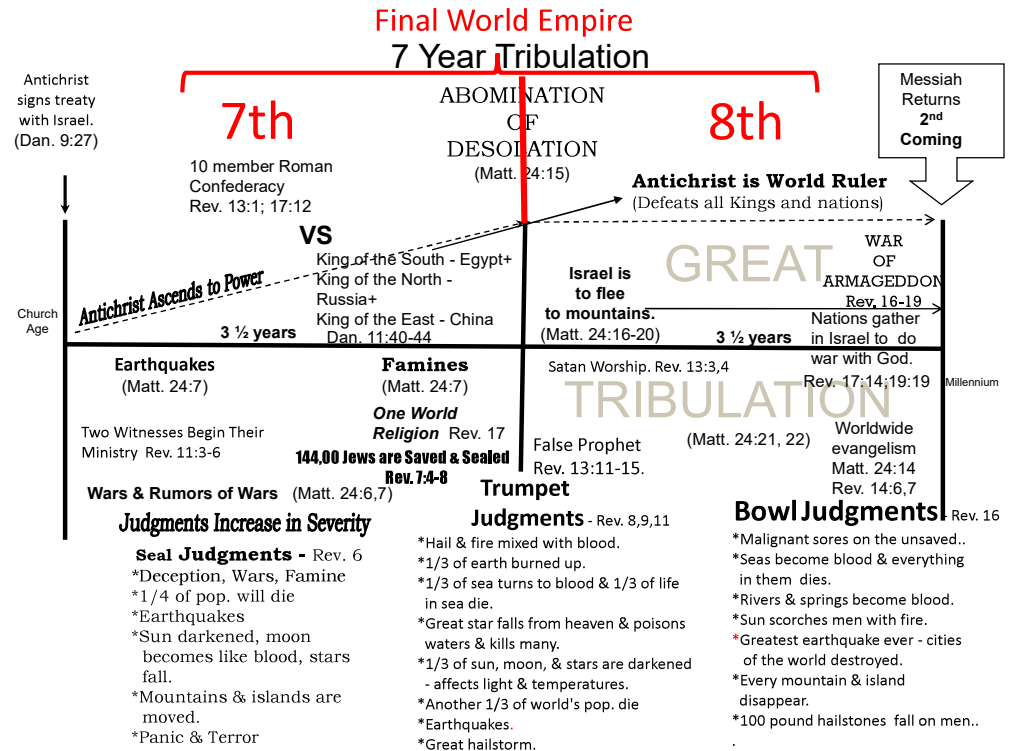 Final World Empire
7 Year Tribulation
Antichrist
signs treaty
with Israel.
(Dan. 9:27)
7th
ABOMINATION
OF
DESOLATION
(Matt. 24:15)
8th
Messiah
Returns
2nd
Coming
10 member Roman
Confederacy
Rev. 13:1; 17:12
VS
King of the South - Egypt+
King of the North -
Russia+
King of the East - China
Dan. 11:40-44
Antichrist is World Ruler
(Defeats all Kings and nations)
Antichrist Ascends to Power
Church
Age
3 ½ years
Israel is
to flee
to mountains.
(Matt. 24:16-20)
GREAT
WAR
OF
ARMAGEDDON
Rev. 16-19
Nations gather
in Israel to do
war with God.
Rev. 17:14;19:19
3 ½ years
Millennium
Earthquakes
(Matt. 24:7)
Famines
(Matt. 24:7)
Satan Worship. Rev. 13:3,4
TRIBULATION
One World
Religion Rev. 17
Two Witnesses Begin Their
Ministry Rev. 11:3-6
144,00 Jews are Saved & Sealed
Rev. 7:4-8
False Prophet
Rev. 13:11-15.
(Matt. 24:21, 22)
Worldwide
evangelism
Matt. 24:14
Rev. 14:6,7
Wars & Rumors of Wars (Matt. 24:6,7)
Judgments Increase in Severity
Seal Judgments - Rev. 6
*Deception, Wars, Famine
*1/4 of pop. will die
*Earthquakes
*Sun darkened, moon
becomes like blood, stars
fall.
*Mountains & islands are
moved.
*Panic & Terror
Trumpet
Judgments - Rev. 8,9,11
*Hail & fire mixed with blood.
*1/3 of earth burned up.
*1/3 of sea turns to blood & 1/3 of life
in sea die.
*Great star falls from heaven & poisons
waters & kills many.
*1/3 of sun, moon, & stars are darkened
- affects light & temperatures.
*Another 1/3 of world's pop. die
*Earthquakes.
*Great hailstorm.
Bowl Judgments - Rev. 16
*Malignant sores on the unsaved..
*Seas become blood & everything
in them dies.
*Rivers & springs become blood.
*Sun scorches men with fire.
*Greatest earthquake ever - cities
of the world destroyed.
*Every mountain & island
disappear.
*100 pound hailstones fall on men..
.